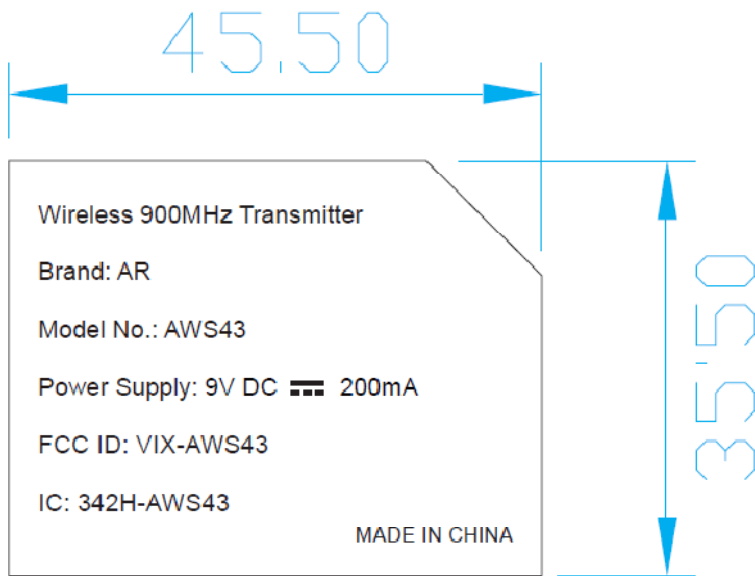 45.50
Wireless 900MHz Transmitter
Brand: AR
Model No.: AWS43
Power Supply: 9V DC 200mA
FCC ID: VIX-AWS43
IC: 342H-AWS43
MADE IN CHINA
35.50